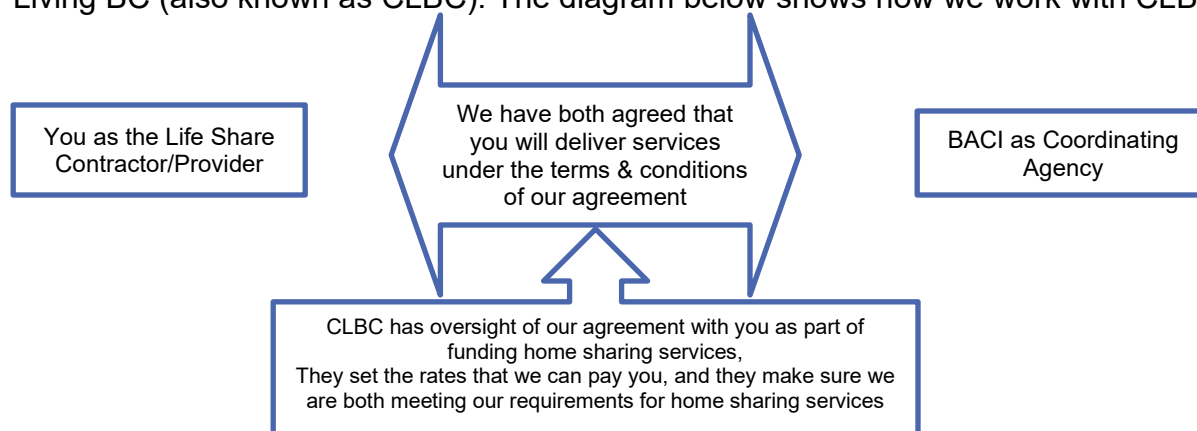 Living BC (also known as CLBC). The diagram below shows how we work with CLB
We have both agreed that
you will deliver services
under the terms & conditions
of our agreement
You as the Life Share
Contractor/Provider
BACI as Coordinating
Agency
CLBC has oversight of our agreement with you as part of
funding home sharing services,
They set the rates that we can pay you, and they make sure we
are both meeting our requirements for home sharing services